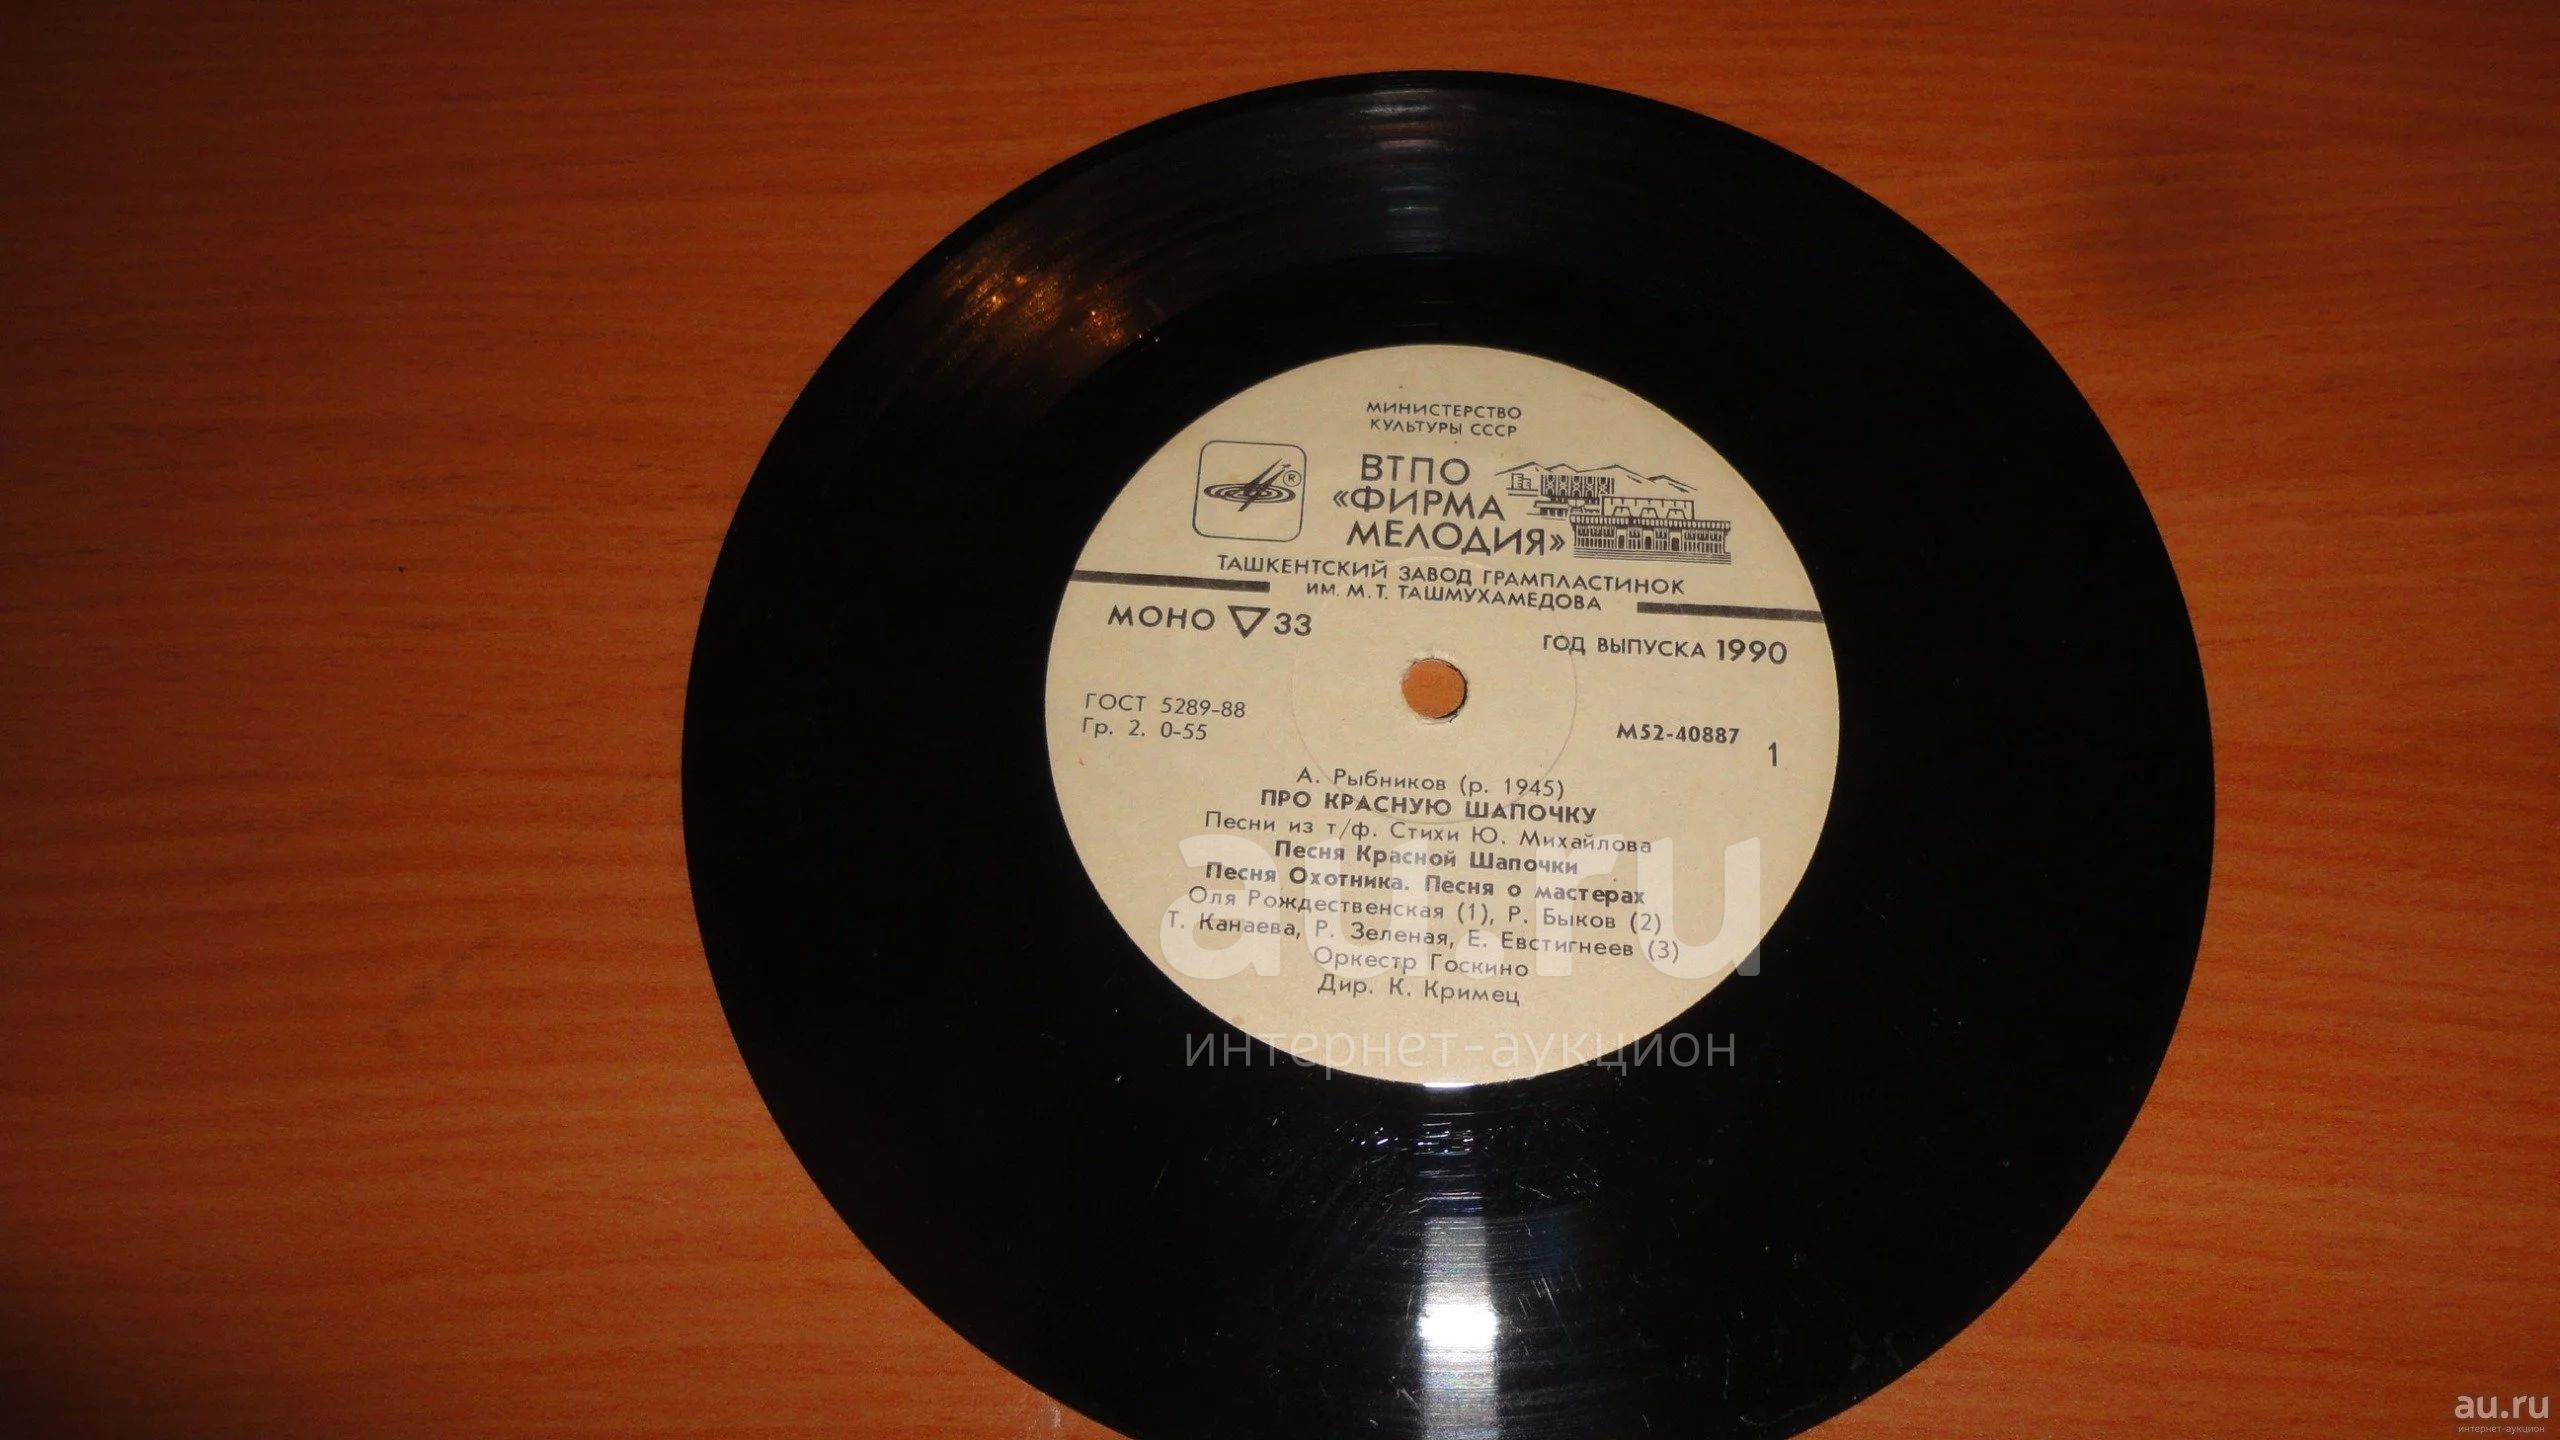 МИНИСТЕРСТВО
КУЛЬТУРЫ СССР
ВТПО
«ФИРМА
МЕЛОДИЯ»
®
ТАШКЕНТСКИЙ ЗАВОД ГРАМПЛАСТИНОК
ИМ. М. Т. ТАШМУХАМЕДОВА
МОНО ▽ 33
ГОД ВЫПУСКА 1990
ГОСТ 5289-88
Гр. 2. 0-55
М52-40887
1
А. Рыбников (р. 1945)
ПРО КРАСНУЮ ШАПОЧКУ
Песни из т/ф. Стихи Ю. Михайлова
Песня Красной Шапочки
Песня Охотника. Песня о мастерах
Оля Рождественская (1), Р. Быков (2)
Т. Канаева, Р. Зеленая, Е. Евстигнеев (3)
Оркестр Госкино
Дир. К. Кримец
au.ru
интернет-аукцион
au.ru
интернет-аукцион